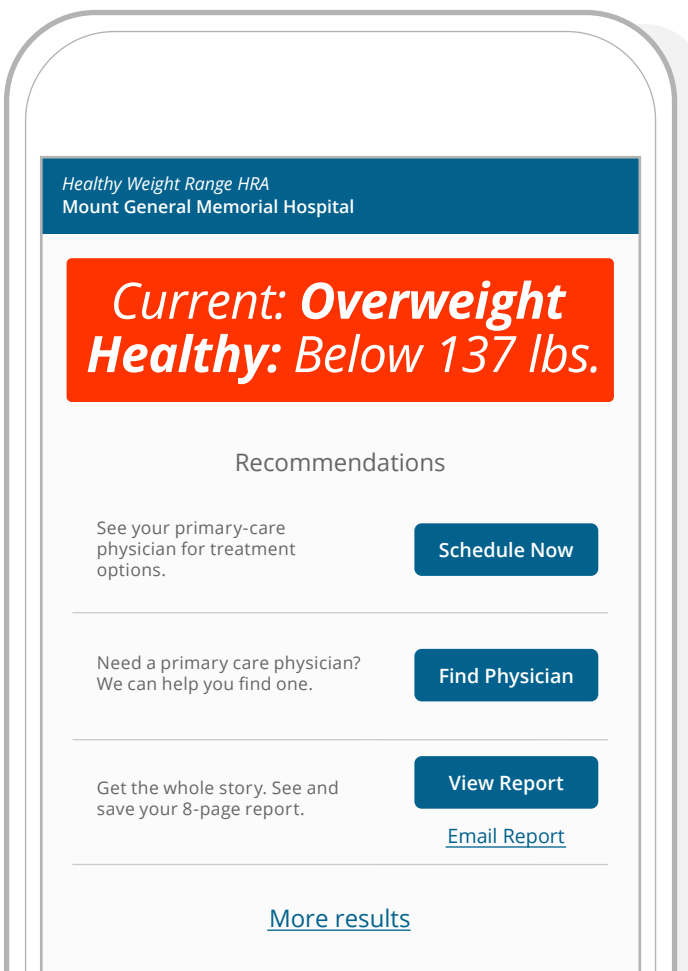 Healthy Weight Range HRA
Mount General Memorial Hospital
Current: Overweight
Healthy: Below 137 lbs.
Recommendations
See your primary-care
physician for treatment
options.
Schedule Now
Need a primary care physician?
We can help you find one.
Find Physician
Get the whole story. See and
save your 8-page report.
View Report
Email Report
More results